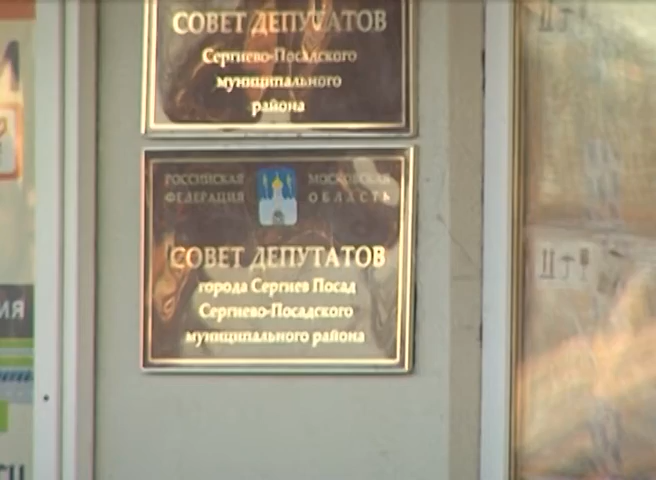 СОВЕТ ДЕПУТАТОВ
Сергиево-Посадского
муниципального
района
РОССИЙСКАЯ МОСКОВСКАЯ
ФЕДЕРАЦИЯ ОБЛАСТЬ
СОВЕТ ДЕПУТАТОВ
города Сергиев Посад
Сергиево-Посадского
муниципального района
ИЯ